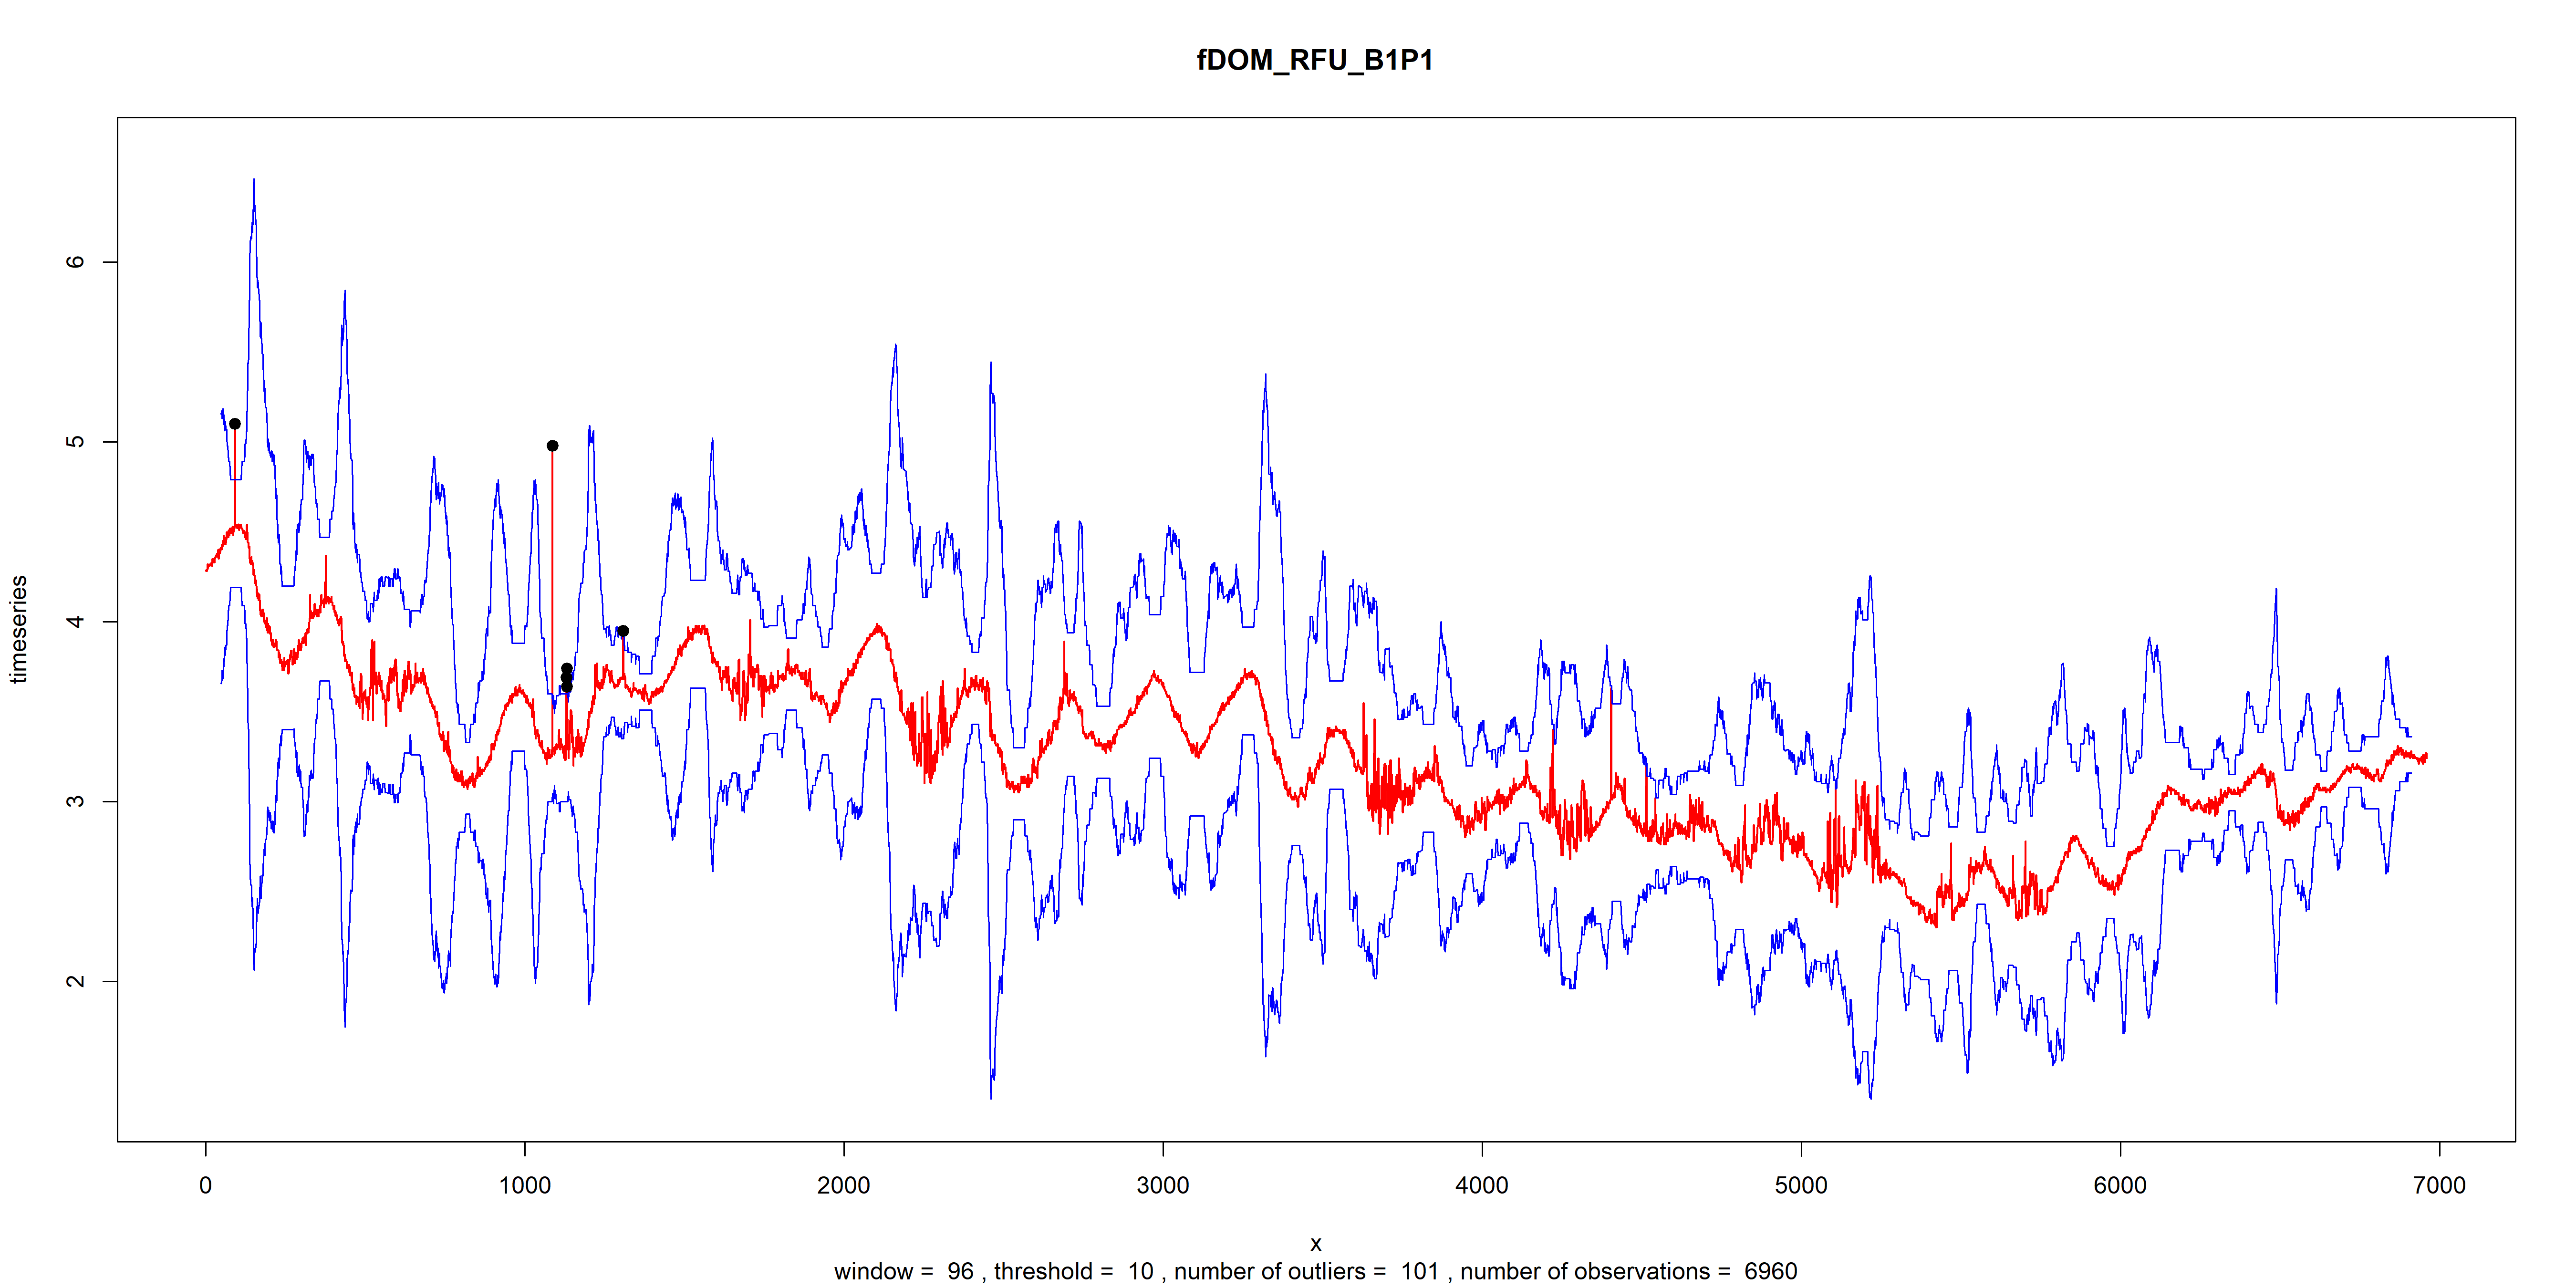 fDOM_RFU_B1P1
timeseries
6
5
4
3
2
0 1000 2000 3000 4000 5000 6000 7000
x
window = 96 , threshold = 10 , number of outliers = 101 , number of observations = 6960